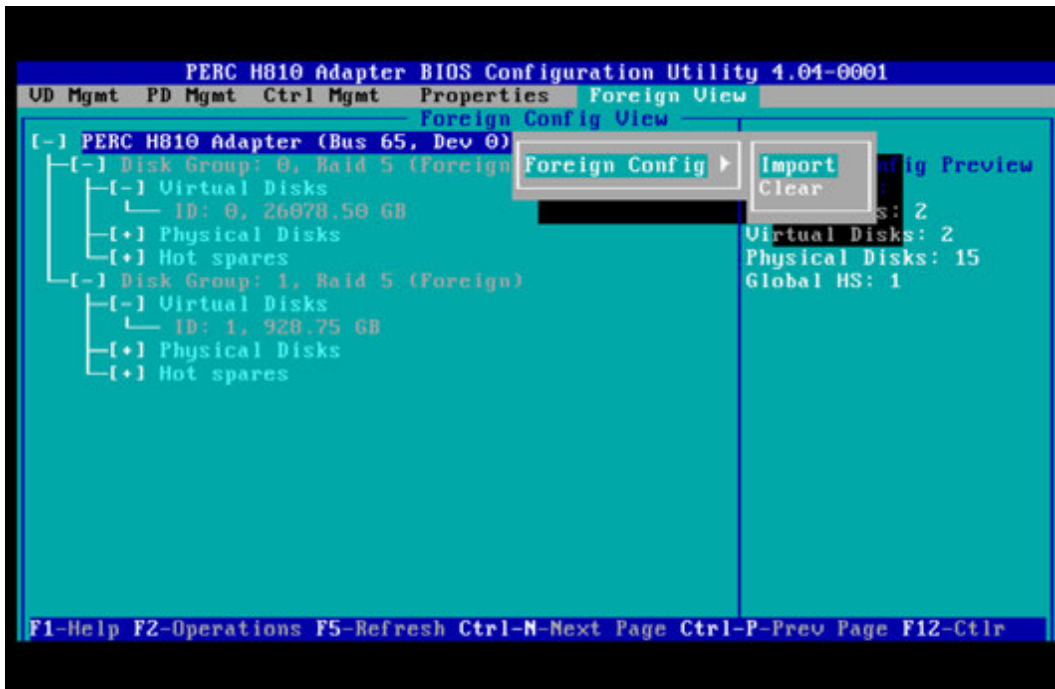 PERC H810 Adapter BIOS Configuration Utility 4.04-0001
VD Mgmt PD Mgmt Ctrl Mgmt Properties Foreign View
Foreign Config View
[-] PERC H810 Adapter (Bus 65, Dev 0)
[-] Disk Group: 0, Raid 5 (Foreign Foreign Config Import fig Preview
[-] Virtual Disks Clear :
ID: 0, 26078.50 GB s: 2
[+] Physical Disks Virtual Disks: 2
[+] Hot spares Physical Disks: 15
[-] Disk Group: 1, Raid 5 (Foreign) Global HS: 1
[-] Virtual Disks
ID: 1, 928.75 GB
[+] Physical Disks
[+] Hot spares
F1-Help F2-Operations F5-Refresh Ctrl-N-Next Page Ctrl-P-Prev Page F12-Ctlr